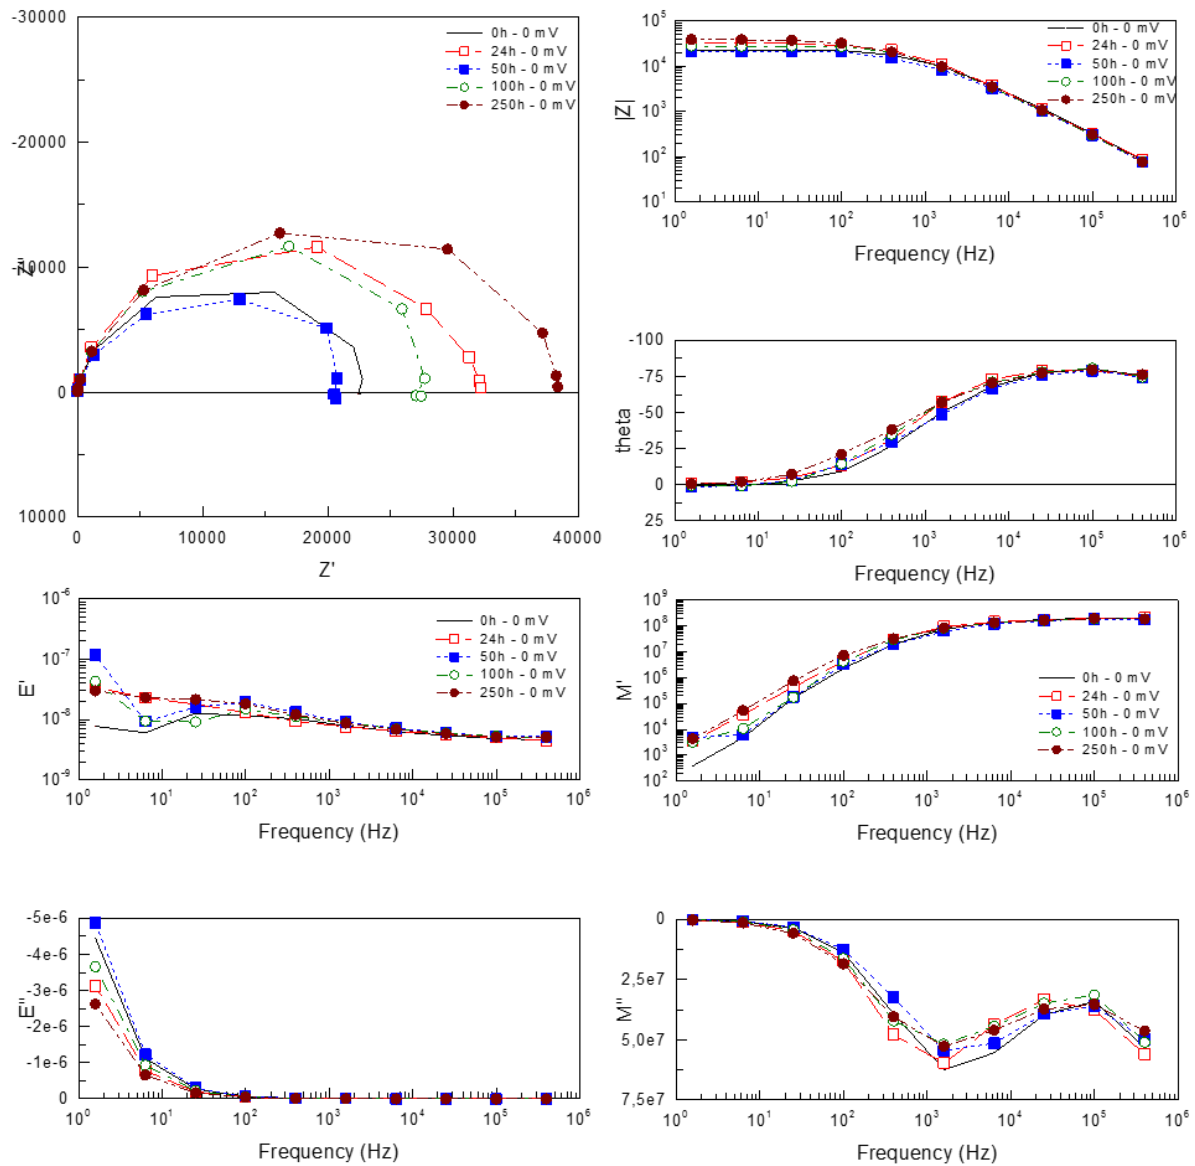 -30000
-20000
-10000
0
10000
0
10000
20000
30000
40000
Z'
0h - 0 mV
24h - 0 mV
50h - 0 mV
100h - 0 mV
250h - 0 mV
10^5
10^4
10^3
10^2
10^1
|Z|
10^0
10^1
10^2
10^3
10^4
10^5
10^6
Frequency (Hz)
0h - 0 mV
24h - 0 mV
50h - 0 mV
100h - 0 mV
250h - 0 mV
-100
-75
-50
-25
0
25
theta
10^0
10^1
10^2
10^3
10^4
10^5
10^6
Frequency (Hz)
10^-6
10^-7
10^-8
10^-9
E'
10^0
10^1
10^2
10^3
10^4
10^5
10^6
Frequency (Hz)
0h - 0 mV
24h - 0 mV
50h - 0 mV
100h - 0 mV
250h - 0 mV
10^9
10^8
10^7
10^6
10^5
10^4
10^3
10^2
M'
10^0
10^1
10^2
10^3
10^4
10^5
10^6
Frequency (Hz)
0h - 0 mV
24h - 0 mV
50h - 0 mV
100h - 0 mV
250h - 0 mV
-5e-6
-4e-6
-3e-6
-2e-6
-1e-6
0
E''
10^0
10^1
10^2
10^3
10^4
10^5
10^6
Frequency (Hz)
0
2,5e7
5,0e7
7,5e7
M''
10^0
10^1
10^2
10^3
10^4
10^5
10^6
Frequency (Hz)